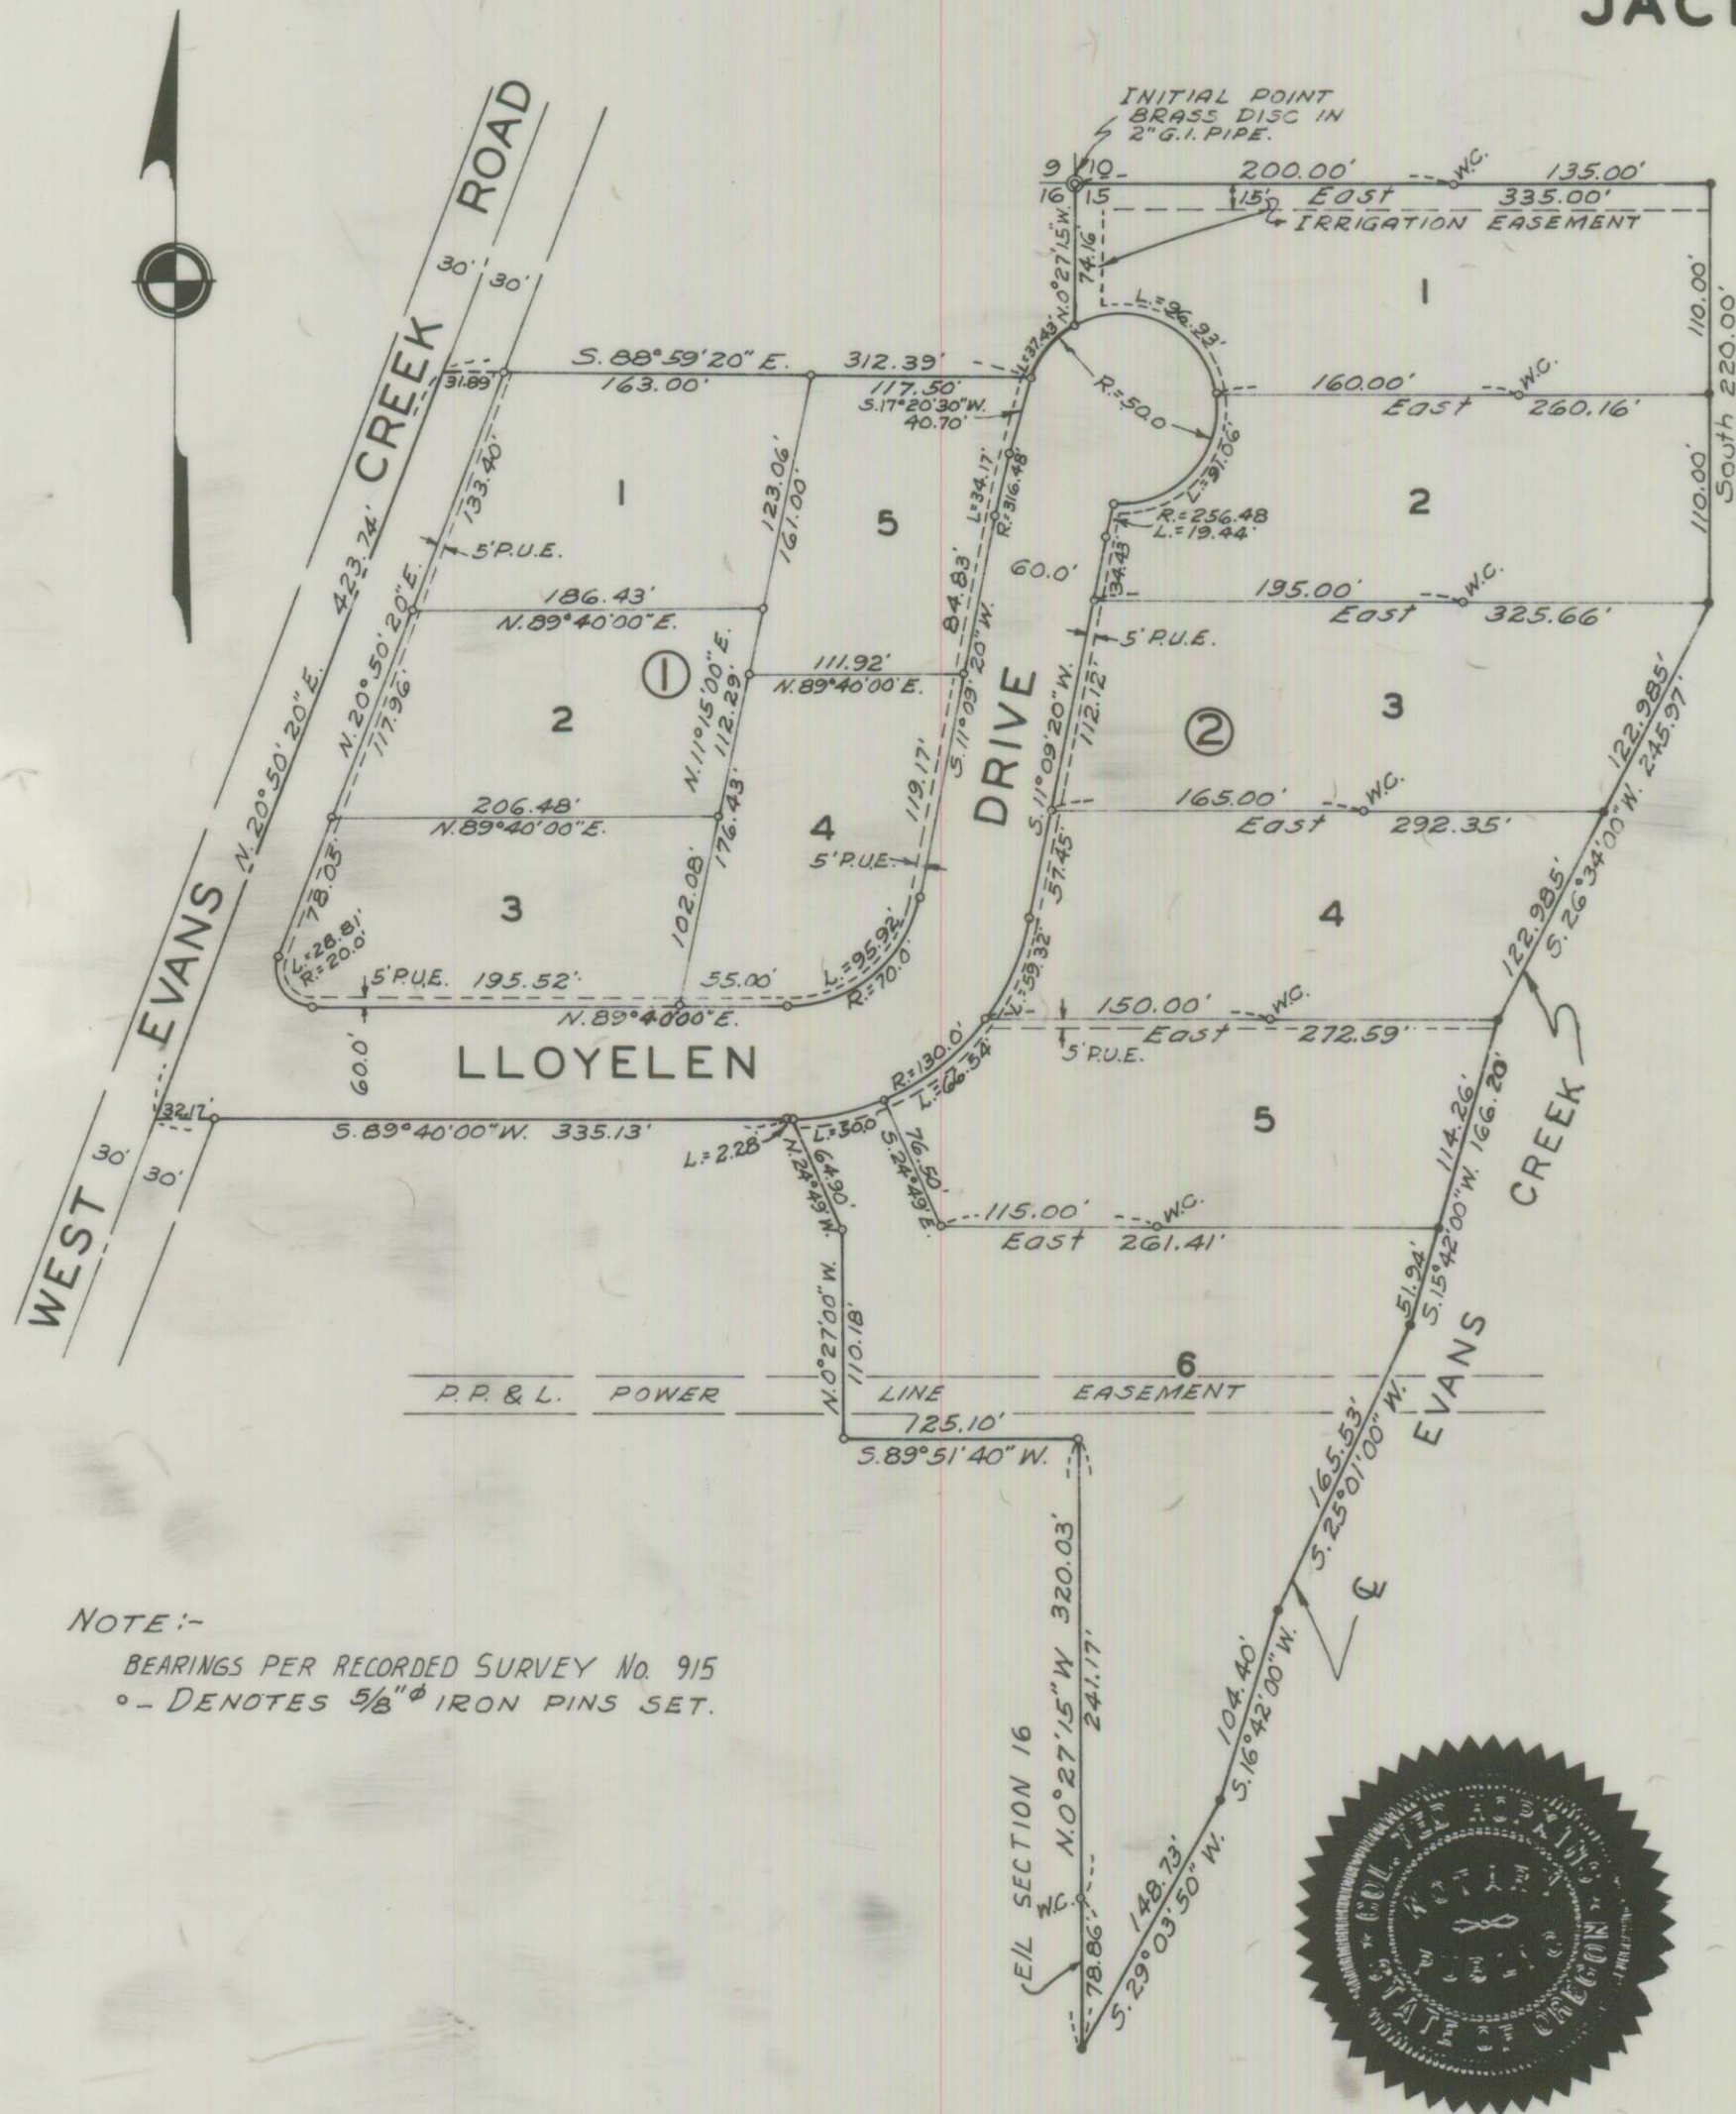 JACK
INITIAL POINT
BRASS DISC IN
2" G.I. PIPE.
9 10
16 15
200.00' W.C. 135.00'
East 335.00'
15'
IRRIGATION EASEMENT
N.0°27'15"W.
74.16'
1
110.00'
South 220.00'
110.00'
WEST EVANS CREEK ROAD
30' 30'
S. 88°59'20" E. 312.39'
31.89 163.00' 117.50'
S.17°20'30"W.
40.70'
L=37.43'
L=96.93'
R=50.0
L=91.06'
160.00' W.C.
East 260.16'
133.40'
1
123.06'
161.00'
5
L=34.17'
R=316.48'
R=256.48
L=19.44'
2
423.74'
N.20°50'20"E.
5' P.U.E.
60.0'
34.43
195.00' W.C.
East 325.66'
186.43'
N.89°40'00"E.
5' P.U.E.
84.83'
S.11°09'20"W.
①
111.92'
N.89°40'00"E.
N.20°50'20"E.
117.96'
2
N.11°15'00"E.
112.29'
176.43'
DRIVE
S.11°09'20"W.
112.12'
②
3
122.985'
245.97'
206.48'
N.89°40'00"E.
4
119.17'
5' P.U.E.
165.00' W.C.
East 292.35'
78.05'
3
102.08'
57.45'
4
122.985'
S.26°34'00"W.
L=28.81'
R=20.0'
5' P.U.E. 195.52' 55.00'
N.89°40'00"E.
L=95.92'
R=70.0'
L=59.32'
150.00' W.C.
East 272.59'
5' P.U.E.
60.0'
LLOYELEN
R=130.0'
L=66.54'
32.17'
S.89°40'00"W. 335.13'
L=2.28
L=30.0
30' 30'
5
114.26'
S.15°42'00"W. 166.20'
EVANS CREEK
64.90'
N.24°49'W.
76.50'
S.24°49'E.
115.00' W.C.
East 261.41'
51.94'
N.0°27'00"W.
110.18'
6
P.P. & L. POWER LINE EASEMENT
125.10'
S.89°51'40"W.
165.53'
S.25°01'00"W.
N.0°27'15"W 320.03'
241.17'
104.40'
S.16°42'00"W.
E'LY LINE SECTION 16
W.C.
78.86'
148.73'
S.29°03'50"W.
NOTE:-
BEARINGS PER RECORDED SURVEY No. 915
o – DENOTES 5/8"ϕ IRON PINS SET.
NOTARY
PUBLIC
STATE OF OREGON